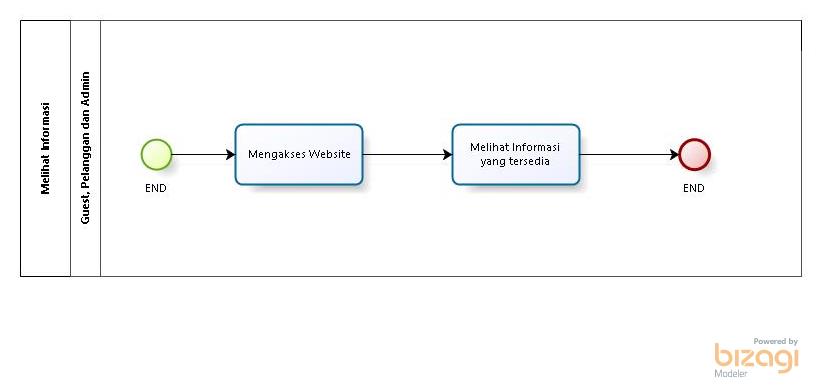 Melihat Informasi
Guest, Pelanggan dan Admin
END
Mengakses Website
Melihat Informasi
yang tersedia
END
Powered by
bizagi
Modeler